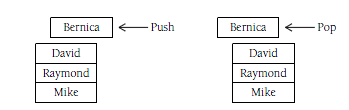 Bernica Push
David
Raymond
Mike
Bernica Pop
David
Raymond
Mike